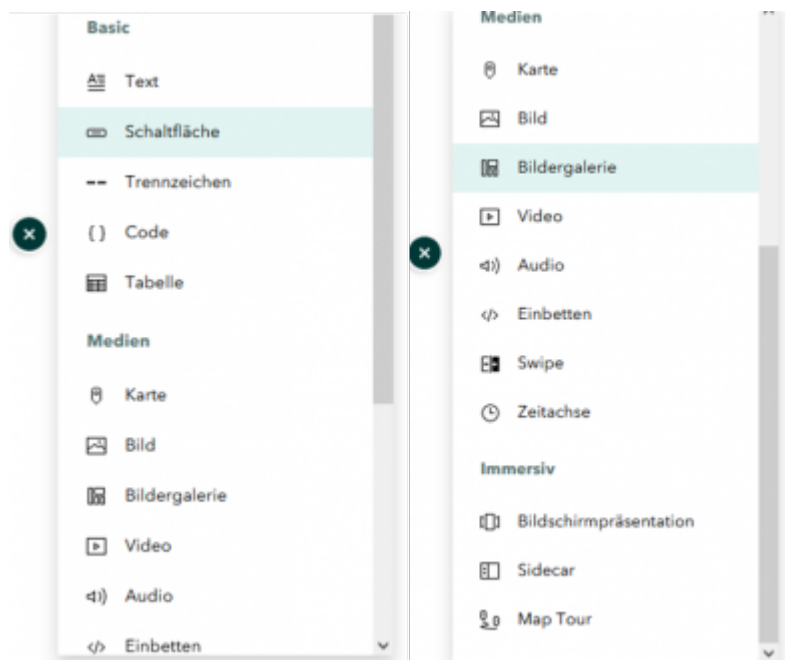 Basic
Text
Schaltfläche
Trennzeichen
Code
Tabelle
Medien
Karte
Bild
Bildergalerie
Video
Audio
Einbetten
Medien
Karte
Bild
Bildergalerie
Video
Audio
Einbetten
Swipe
Zeitachse
Immersiv
Bildschirmpräsentation
Sidecar
Map Tour